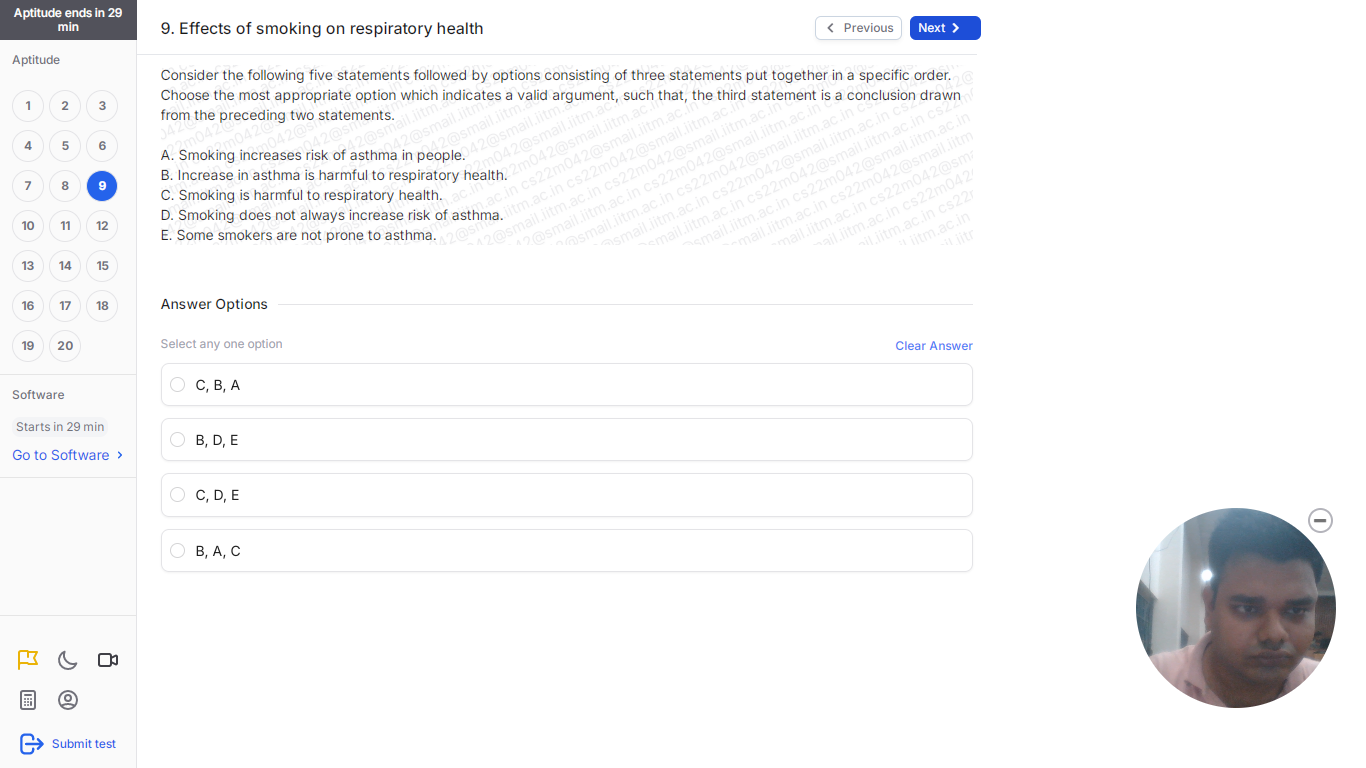 Aptitude ends in 29
min
Aptitude
1 2 3
4 5 6
7 8 9
10 11 12
13 14 15
16 17 18
19 20
Software
Starts in 29 min
Go to Software
Submit test
9. Effects of smoking on respiratory health
Previous
Next
Consider the following five statements followed by options consisting of three statements put together in a specific order.
Choose the most appropriate option which indicates a valid argument, such that, the third statement is a conclusion drawn
from the preceding two statements.
A. Smoking increases risk of asthma in people.
B. Increase in asthma is harmful to respiratory health.
C. Smoking is harmful to respiratory health.
D. Smoking does not always increase risk of asthma.
E. Some smokers are not prone to asthma.
Answer Options
Select any one option
Clear Answer
C, B, A
B, D, E
C, D, E
B, A, C